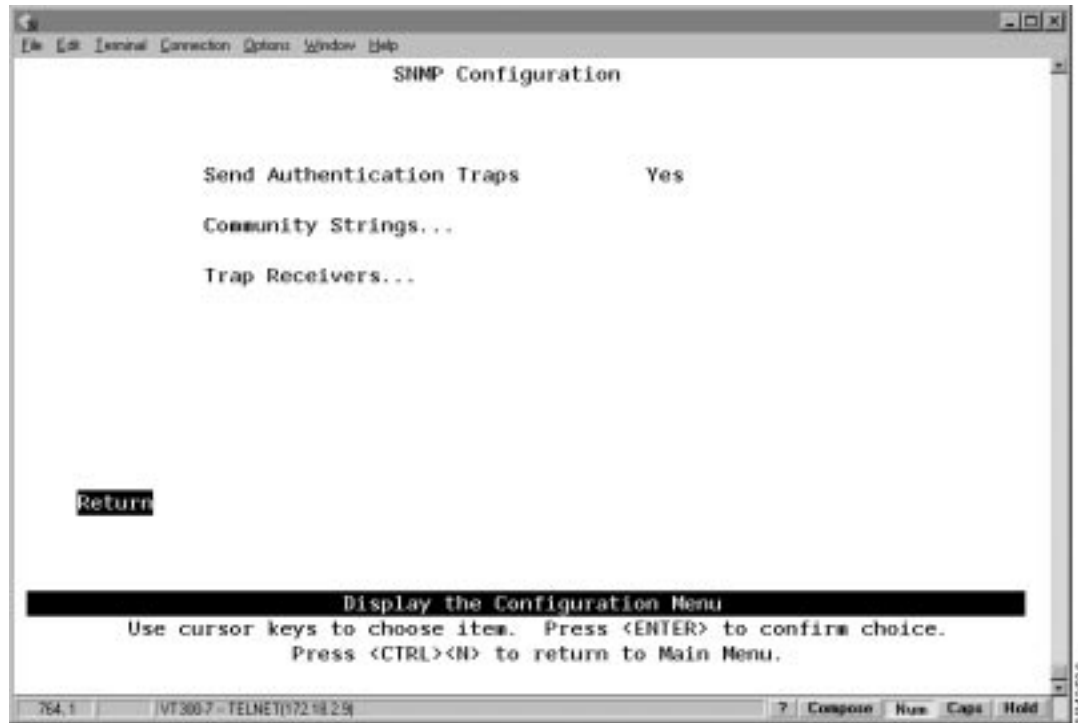 File Edit Terminal Connection Options Window Help
SNMP Configuration
Send Authentication Traps Yes
Community Strings...
Trap Receivers...
Return
Display the Configuration Menu
Use cursor keys to choose item. Press <ENTER> to confirm choice.
Press <CTRL><N> to return to Main Menu.
764, 1 VT300-7 -- TELNET(172.18.2.9) ? Compose Num Caps Hold